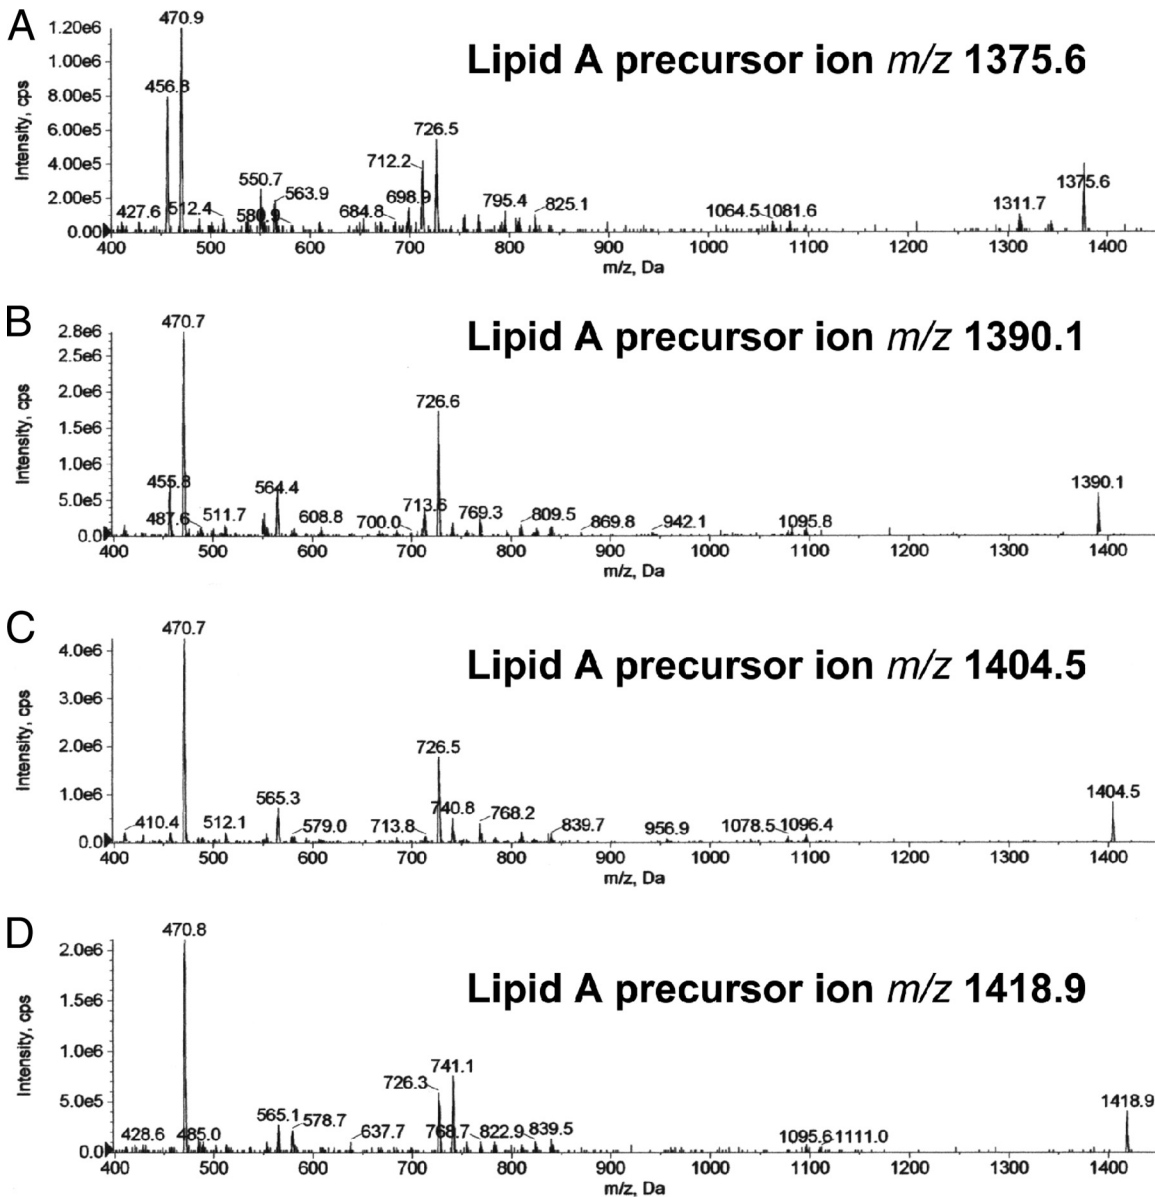 A
Lipid A precursor ion m/z 1375.6
Intensity, cps
1.20e6
1.00e6
8.00e5
6.00e5
4.00e5
2.00e5
0.00
470.9
456.8
726.5
712.2
550.7
563.9
427.6
512.4
580.9
684.8
698.9
795.4
825.1
1064.5
1081.6
1311.7
1375.6
400 500 600 700 800 900 1000 1100 1200 1300 1400
m/z, Da
B
Lipid A precursor ion m/z 1390.1
Intensity, cps
2.8e6
2.5e6
2.0e6
1.5e6
1.0e6
5.0e5
0.0
470.7
726.6
455.8
564.4
487.6
511.7
608.8
700.0
713.6
769.3
809.5
869.8
942.1
1095.8
1390.1
400 500 600 700 800 900 1000 1100 1200 1300 1400
m/z, Da
C
Lipid A precursor ion m/z 1404.5
Intensity, cps
4.0e6
3.0e6
2.0e6
1.0e6
0.0
470.7
726.5
565.3
740.8
768.2
410.4
512.1
579.0
713.8
839.7
956.9
1078.5
1096.4
1404.5
400 500 600 700 800 900 1000 1100 1200 1300 1400
m/z, Da
D
Lipid A precursor ion m/z 1418.9
Intensity, cps
2.0e6
1.5e6
1.0e6
5.0e5
0.0
470.8
741.1
726.3
565.1
578.7
428.6
485.0
637.7
768.7
822.9
839.5
1095.6
1111.0
1418.9
400 500 600 700 800 900 1000 1100 1200 1300 1400
m/z, Da